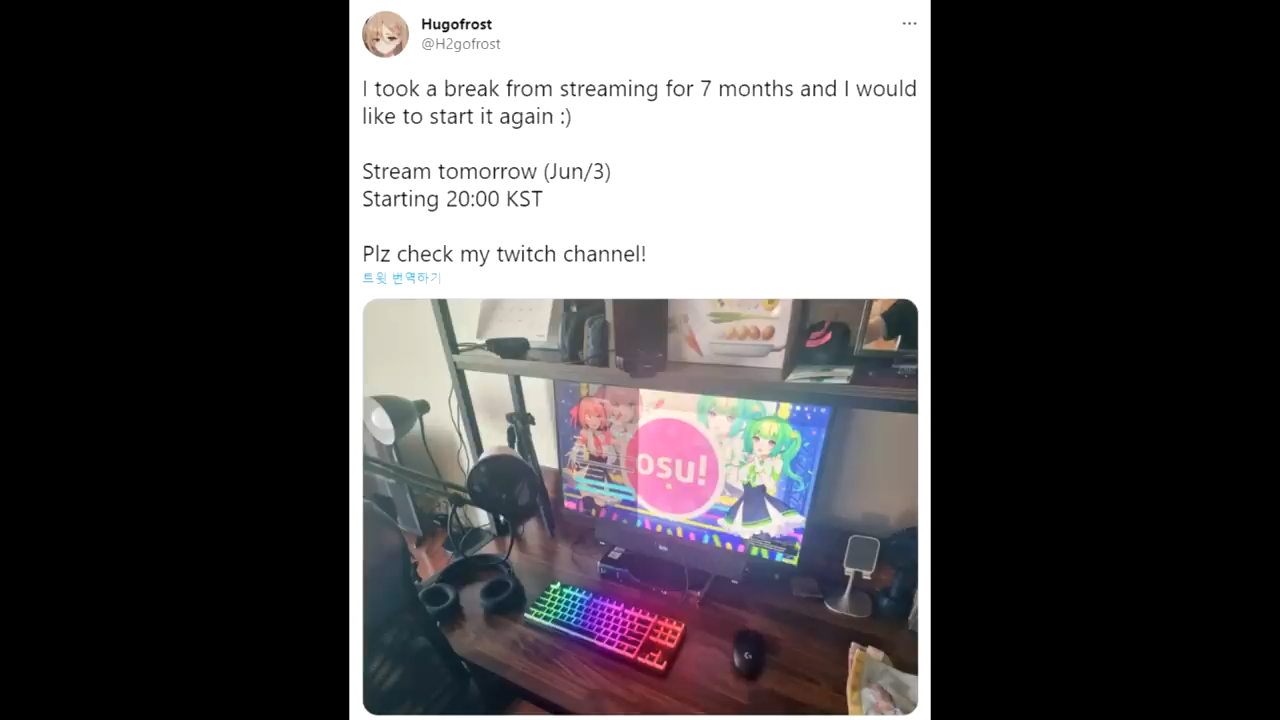 Hugofrost
@H2gofrost
I took a break from streaming for 7 months and I would
like to start it again :)
Stream tomorrow (Jun/3)
Starting 20:00 KST
Plz check my twitch channel!
트윗 번역하기
osu!
G